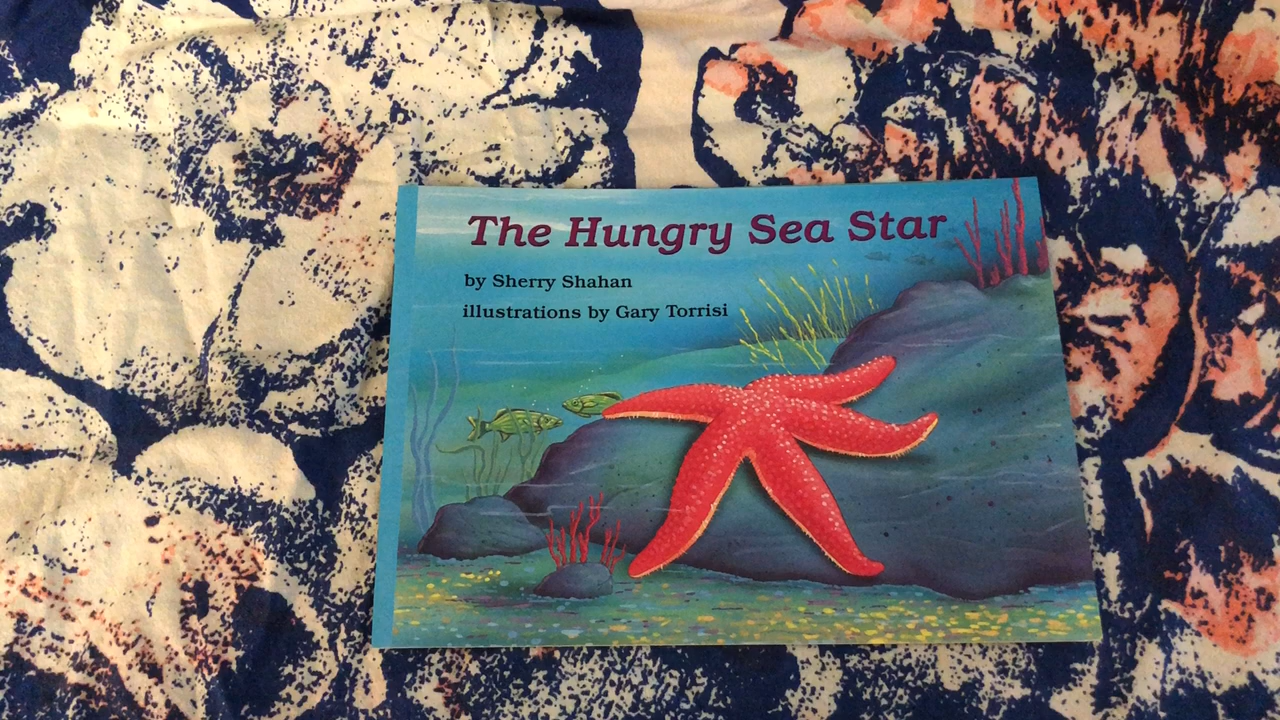 The Hungry Sea Star
by Sherry Shahan
illustrations by Gary Torrisi